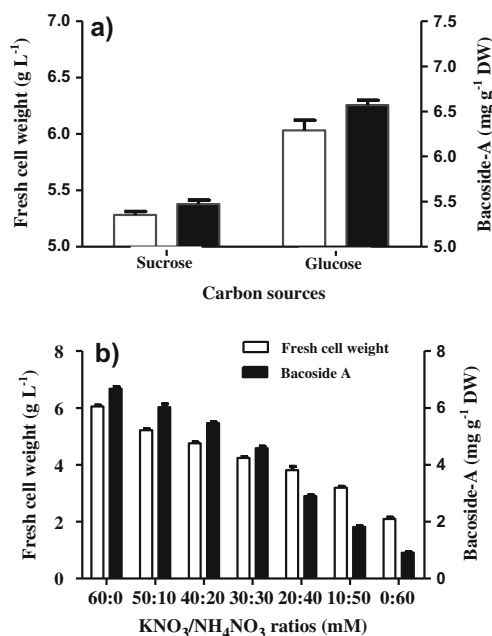 a)
Fresh cell weight (g L⁻¹)
7.0
6.5
6.0
5.5
5.0
7.5
7.0
6.5
6.0
5.5
5.0
Bacoside-A (mg g⁻¹ DW)
Sucrose Glucose
Carbon sources
b)
Fresh cell weight
Bacoside A
Fresh cell weight (g L⁻¹)
8
6
4
2
0
8
6
4
2
0
Bacoside-A (mg g⁻¹ DW)
60:0 50:10 40:20 30:30 20:40 10:50 0:60
KNO₃/NH₄NO₃ ratios (mM)